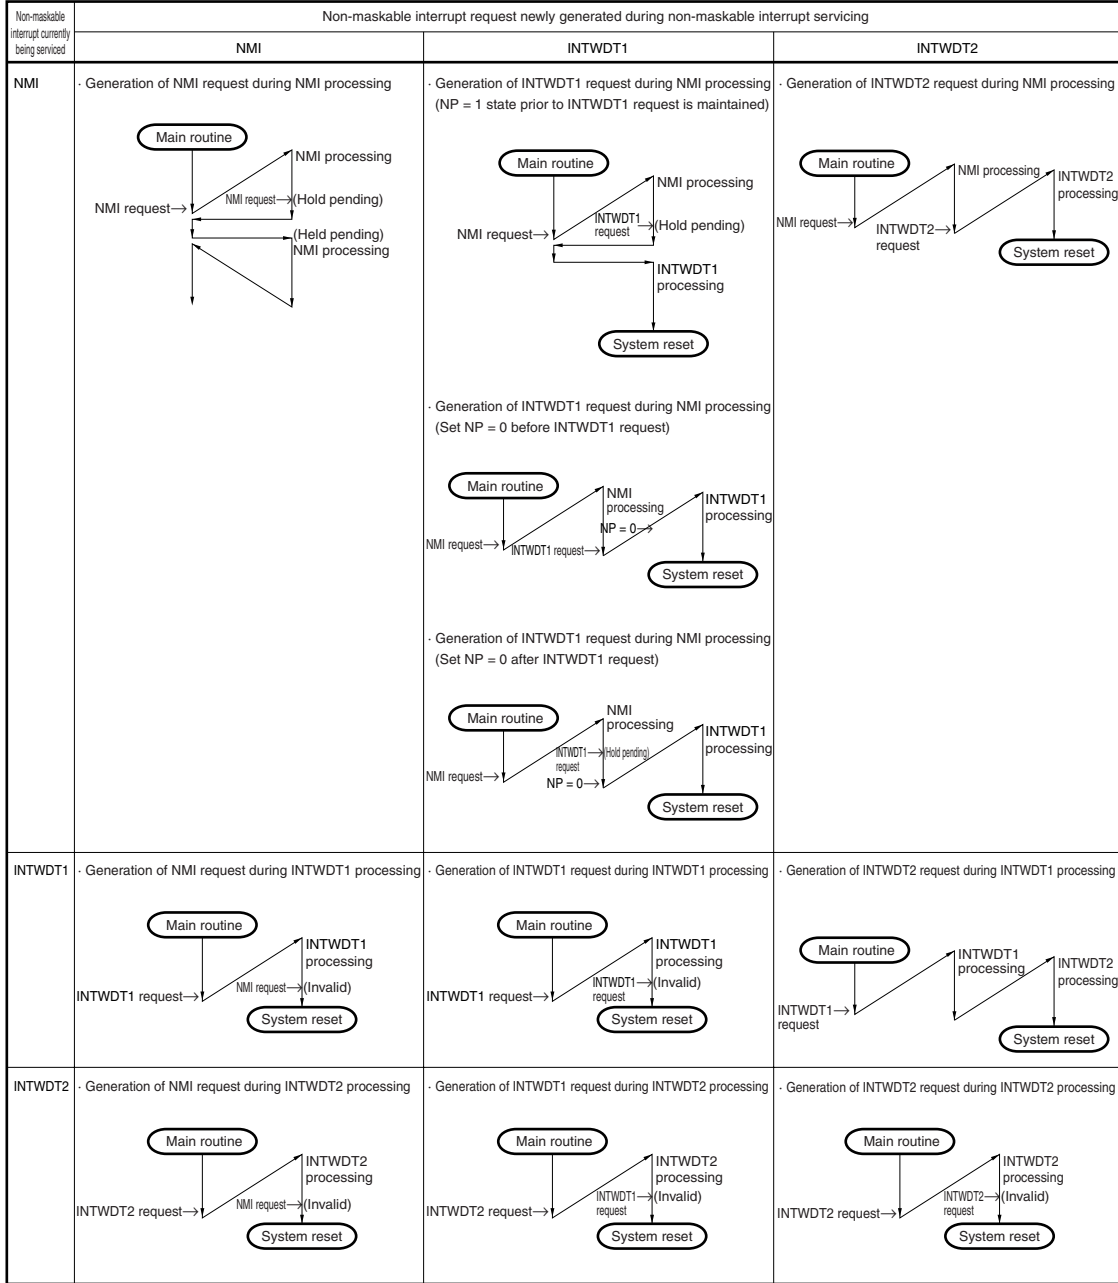 Non-maskable
interrupt currently
being serviced
Non-maskable interrupt request newly generated during non-maskable interrupt servicing
NMI
INTWDT1
INTWDT2
NMI
· Generation of NMI request during NMI processing
Main routine
NMI processing
NMI request→
NMI request→(Hold pending)
(Held pending)
NMI processing
· Generation of INTWDT1 request during NMI processing
(NP = 1 state prior to INTWDT1 request is maintained)
Main routine
NMI processing
NMI request→
INTWDT1
request
→(Hold pending)
INTWDT1
processing
System reset
· Generation of INTWDT1 request during NMI processing
(Set NP = 0 before INTWDT1 request)
Main routine
NMI
processing
INTWDT1
processing
NP = 0→
NMI request→
INTWDT1 request→
System reset
· Generation of INTWDT1 request during NMI processing
(Set NP = 0 after INTWDT1 request)
Main routine
NMI
processing
INTWDT1
processing
INTWDT1
request
→(Hold pending)
NMI request→
NP = 0→
System reset
· Generation of INTWDT2 request during NMI processing
Main routine
NMI processing
INTWDT2
processing
NMI request→
INTWDT2→
request
System reset
INTWDT1
· Generation of NMI request during INTWDT1 processing
Main routine
INTWDT1
processing
NMI request→(Invalid)
INTWDT1 request→
System reset
· Generation of INTWDT1 request during INTWDT1 processing
Main routine
INTWDT1
processing
INTWDT1→(Invalid)
request
INTWDT1 request→
System reset
· Generation of INTWDT2 request during INTWDT1 processing
Main routine
INTWDT1
processing
INTWDT2
processing
INTWDT1→
request
System reset
INTWDT2
· Generation of NMI request during INTWDT2 processing
Main routine
INTWDT2
processing
NMI request→(Invalid)
INTWDT2 request→
System reset
· Generation of INTWDT1 request during INTWDT2 processing
Main routine
INTWDT2
processing
INTWDT1→(Invalid)
request
INTWDT2 request→
System reset
· Generation of INTWDT2 request during INTWDT2 processing
Main routine
INTWDT2
processing
INTWDT2→(Invalid)
request
INTWDT2 request→
System reset